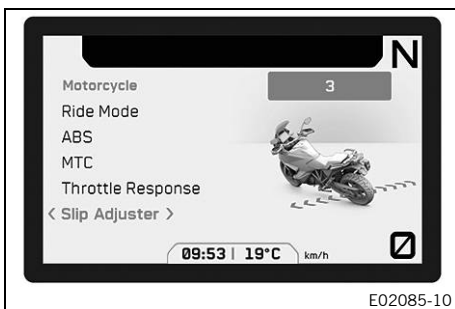 N
Motorcycle
3
Ride Mode
ABS
MTC
Throttle Response
< Slip Adjuster >
09:53 | 19°C km/h
E02085-10